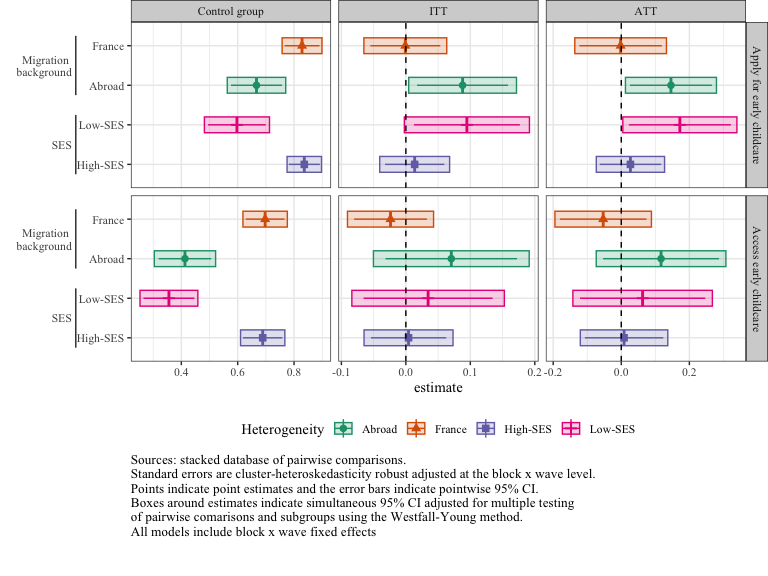 Control group
ITT
ATT
Migration
background
France
Abroad
SES
Low-SES
High-SES
Apply for early childcare
Migration
background
France
Abroad
SES
Low-SES
High-SES
Access early childcare
0.4 0.6 0.8
-0.1 0.0 0.1 0.2
-0.2 0.0 0.2
estimate
Heterogeneity Abroad France High-SES Low-SES
Sources: stacked database of pairwise comparisons.
Standard errors are cluster-heteroskedasticity robust adjusted at the block x wave level.
Points indicate point estimates and the error bars indicate pointwise 95% CI.
Boxes around estimates indicate simultaneous 95% CI adjusted for multiple testing
of pairwise comarisons and subgroups using the Westfall-Young method.
All models include block x wave fixed effects